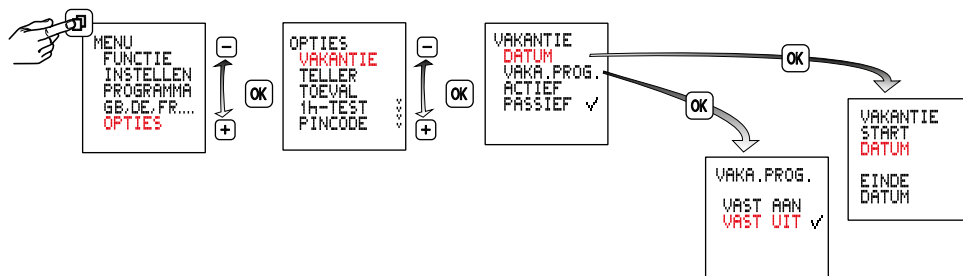 MENU
FUNCTIE
INSTELLEN
PROGRAMMA
GB,DE,FR....
OPTIES
−
+
OK
OPTIES
VAKANTIE
TELLER
TOEVAL
1h-TEST
PINCODE
−
+
OK
VAKANTIE
DATUM
VAKA.PROG.
ACTIEF
PASSIEF ✓
OK
OK
VAKA.PROG.
VAST AAN
VAST UIT ✓
VAKANTIE
START
DATUM
EINDE
DATUM